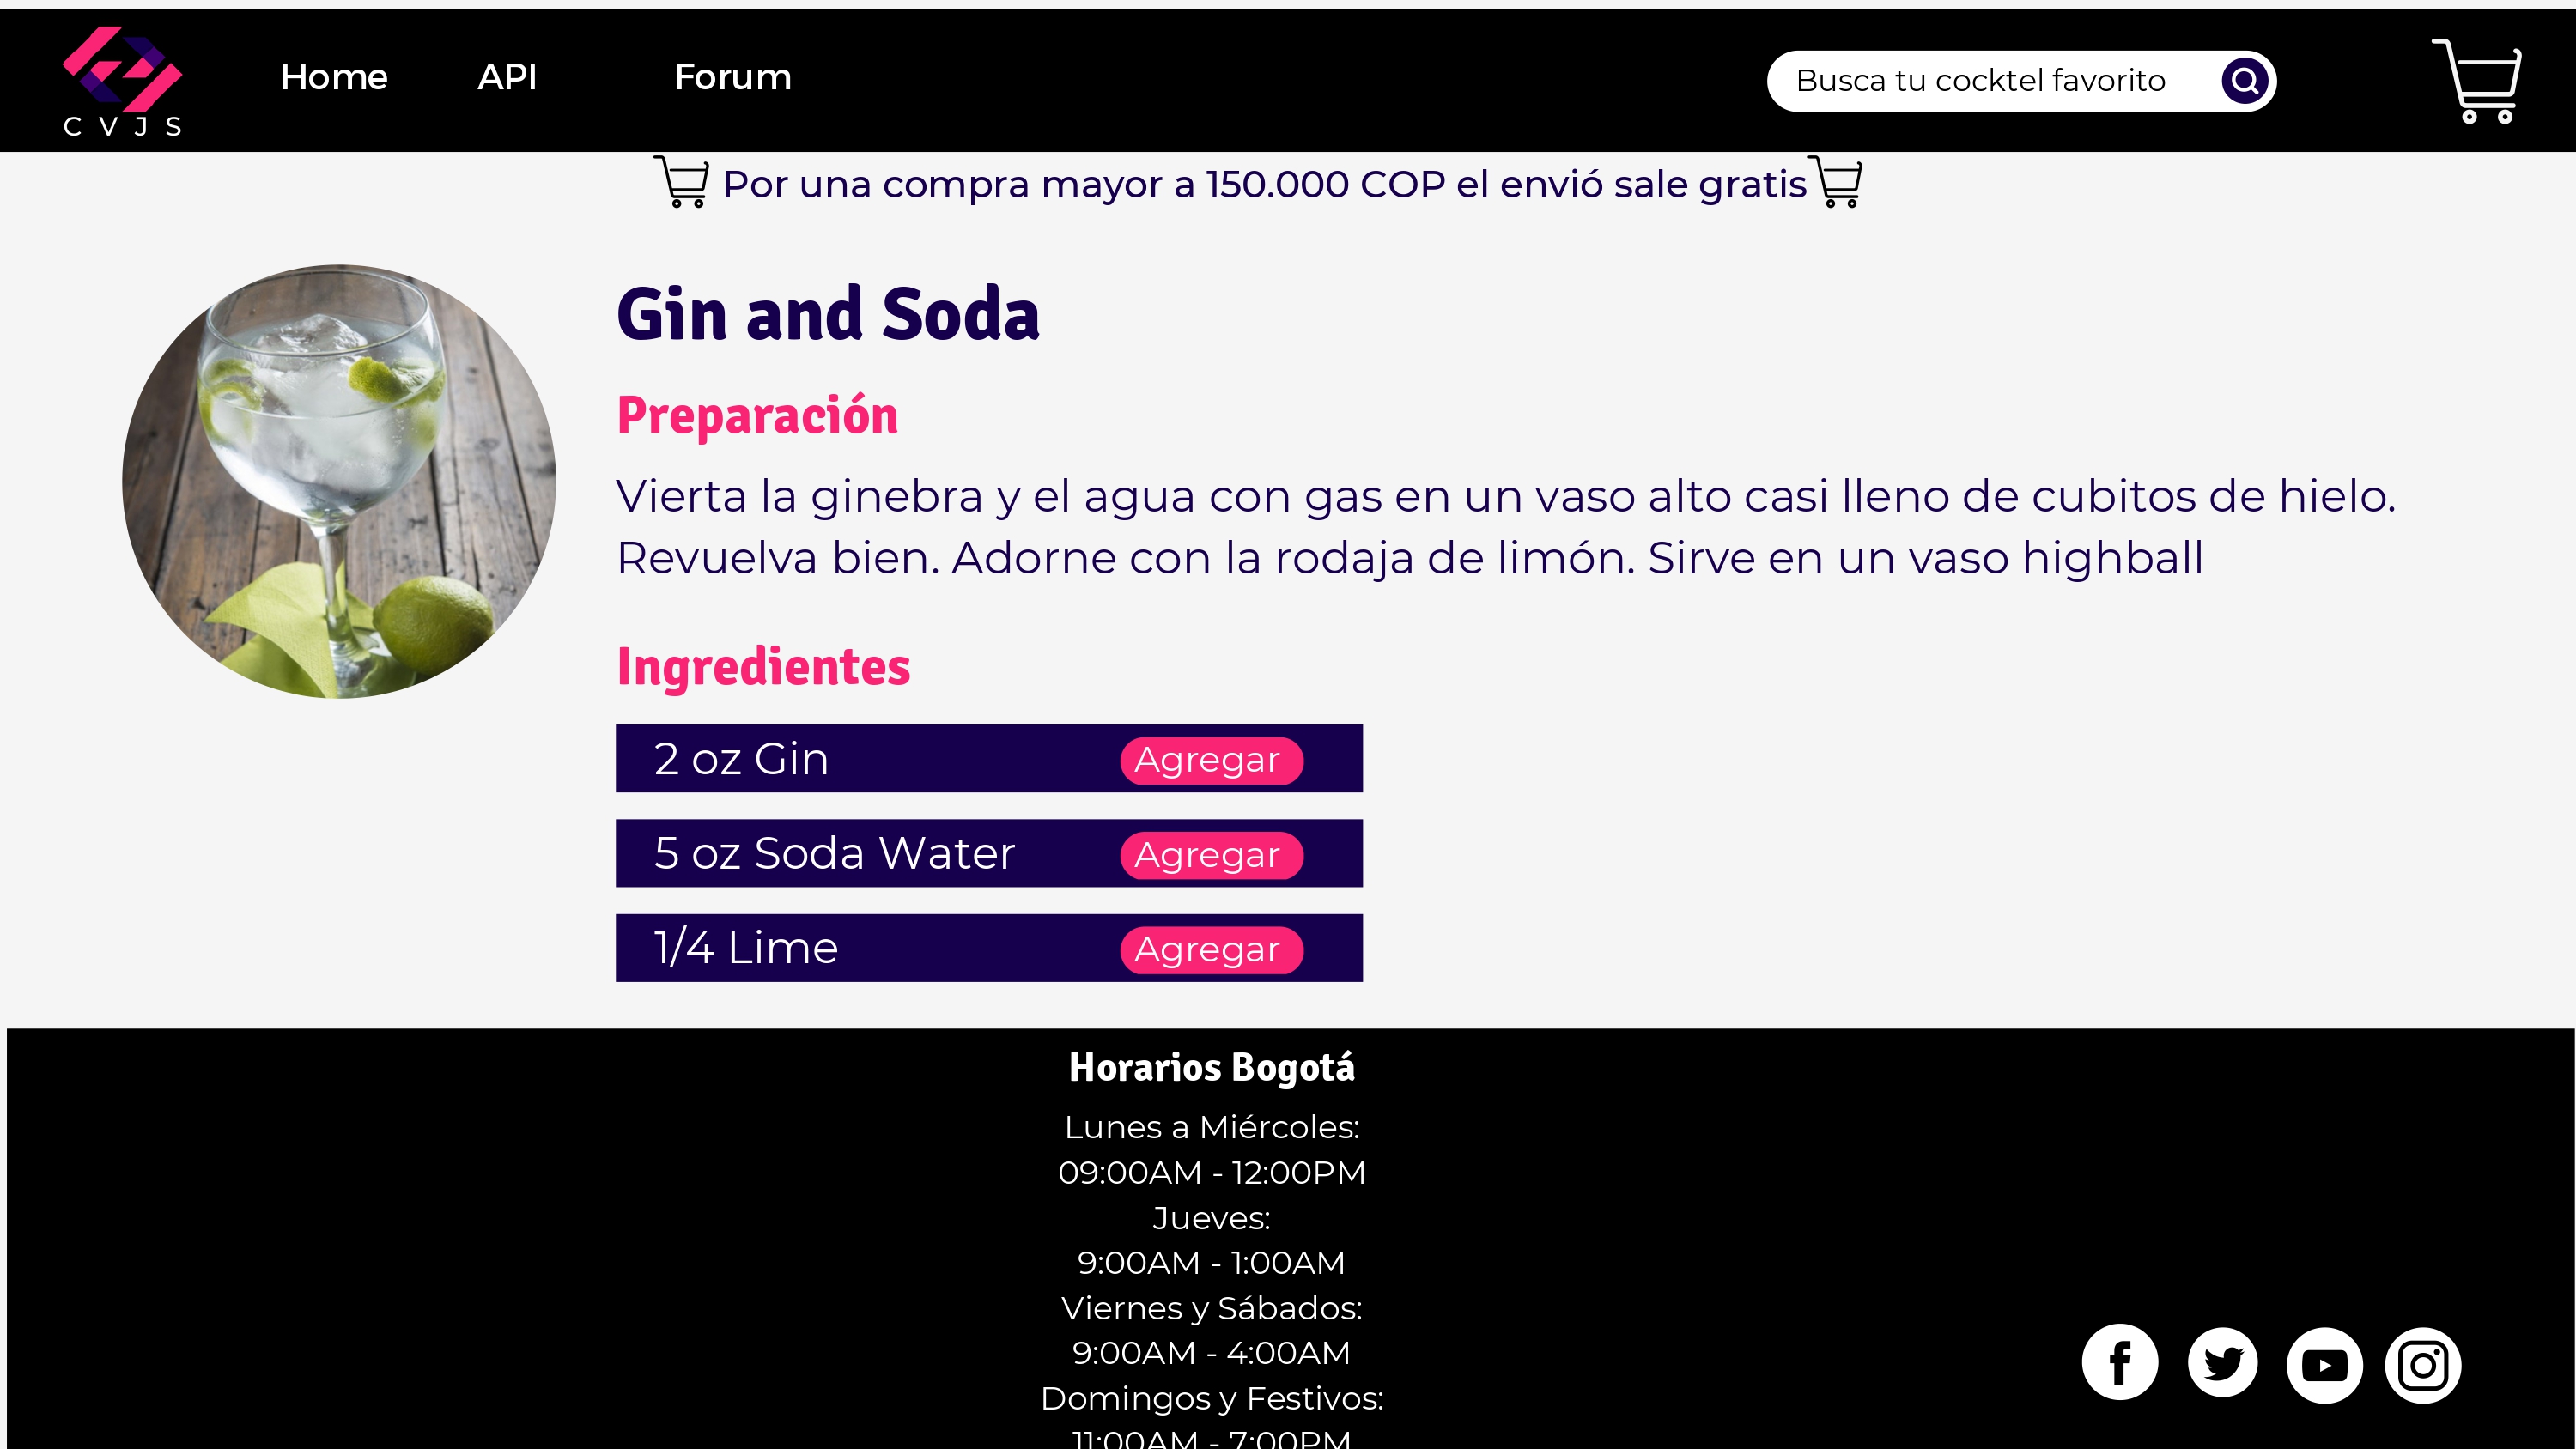 CVJS
Home
API
Forum
Busca tu cocktel favorito
Por una compra mayor a 150.000 COP el envió sale gratis
Gin and Soda
Preparación
Vierta la ginebra y el agua con gas en un vaso alto casi lleno de cubitos de hielo.
Revuelva bien. Adorne con la rodaja de limón. Sirve en un vaso highball
Ingredientes
2 oz Gin
Agregar
5 oz Soda Water
Agregar
1/4 Lime
Agregar
Horarios Bogotá
Lunes a Miércoles:
09:00AM - 12:00PM
Jueves:
9:00AM - 1:00AM
Viernes y Sábados:
9:00AM - 4:00AM
Domingos y Festivos:
11:00AM - 7:00PM